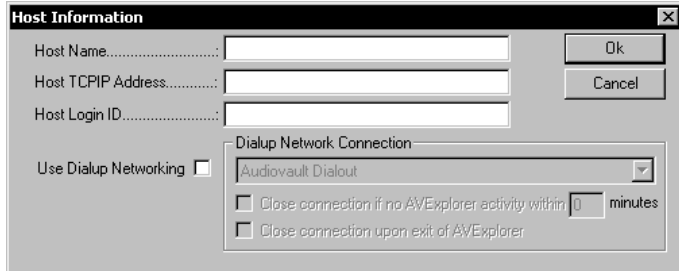 Host Information
Host Name........................:
Ok
Host TCPIP Address............:
Cancel
Host Login ID.....................:
Dialup Network Connection
Use Dialup Networking
Audiovault Dialout
Close connection if no AVExplorer activity within 0 minutes
Close connection upon exit of AVExplorer